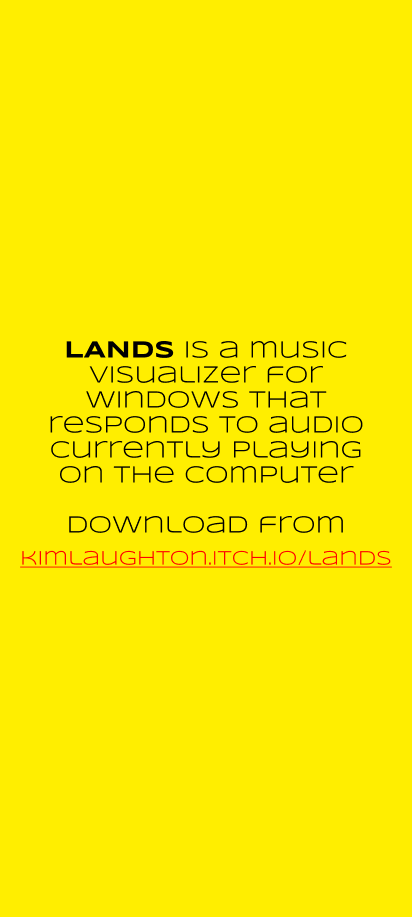 LANDS is a music
visualizer for
windows that
responds to audio
currently playing
on the computer
download from
kimlaughton.itch.io/lands